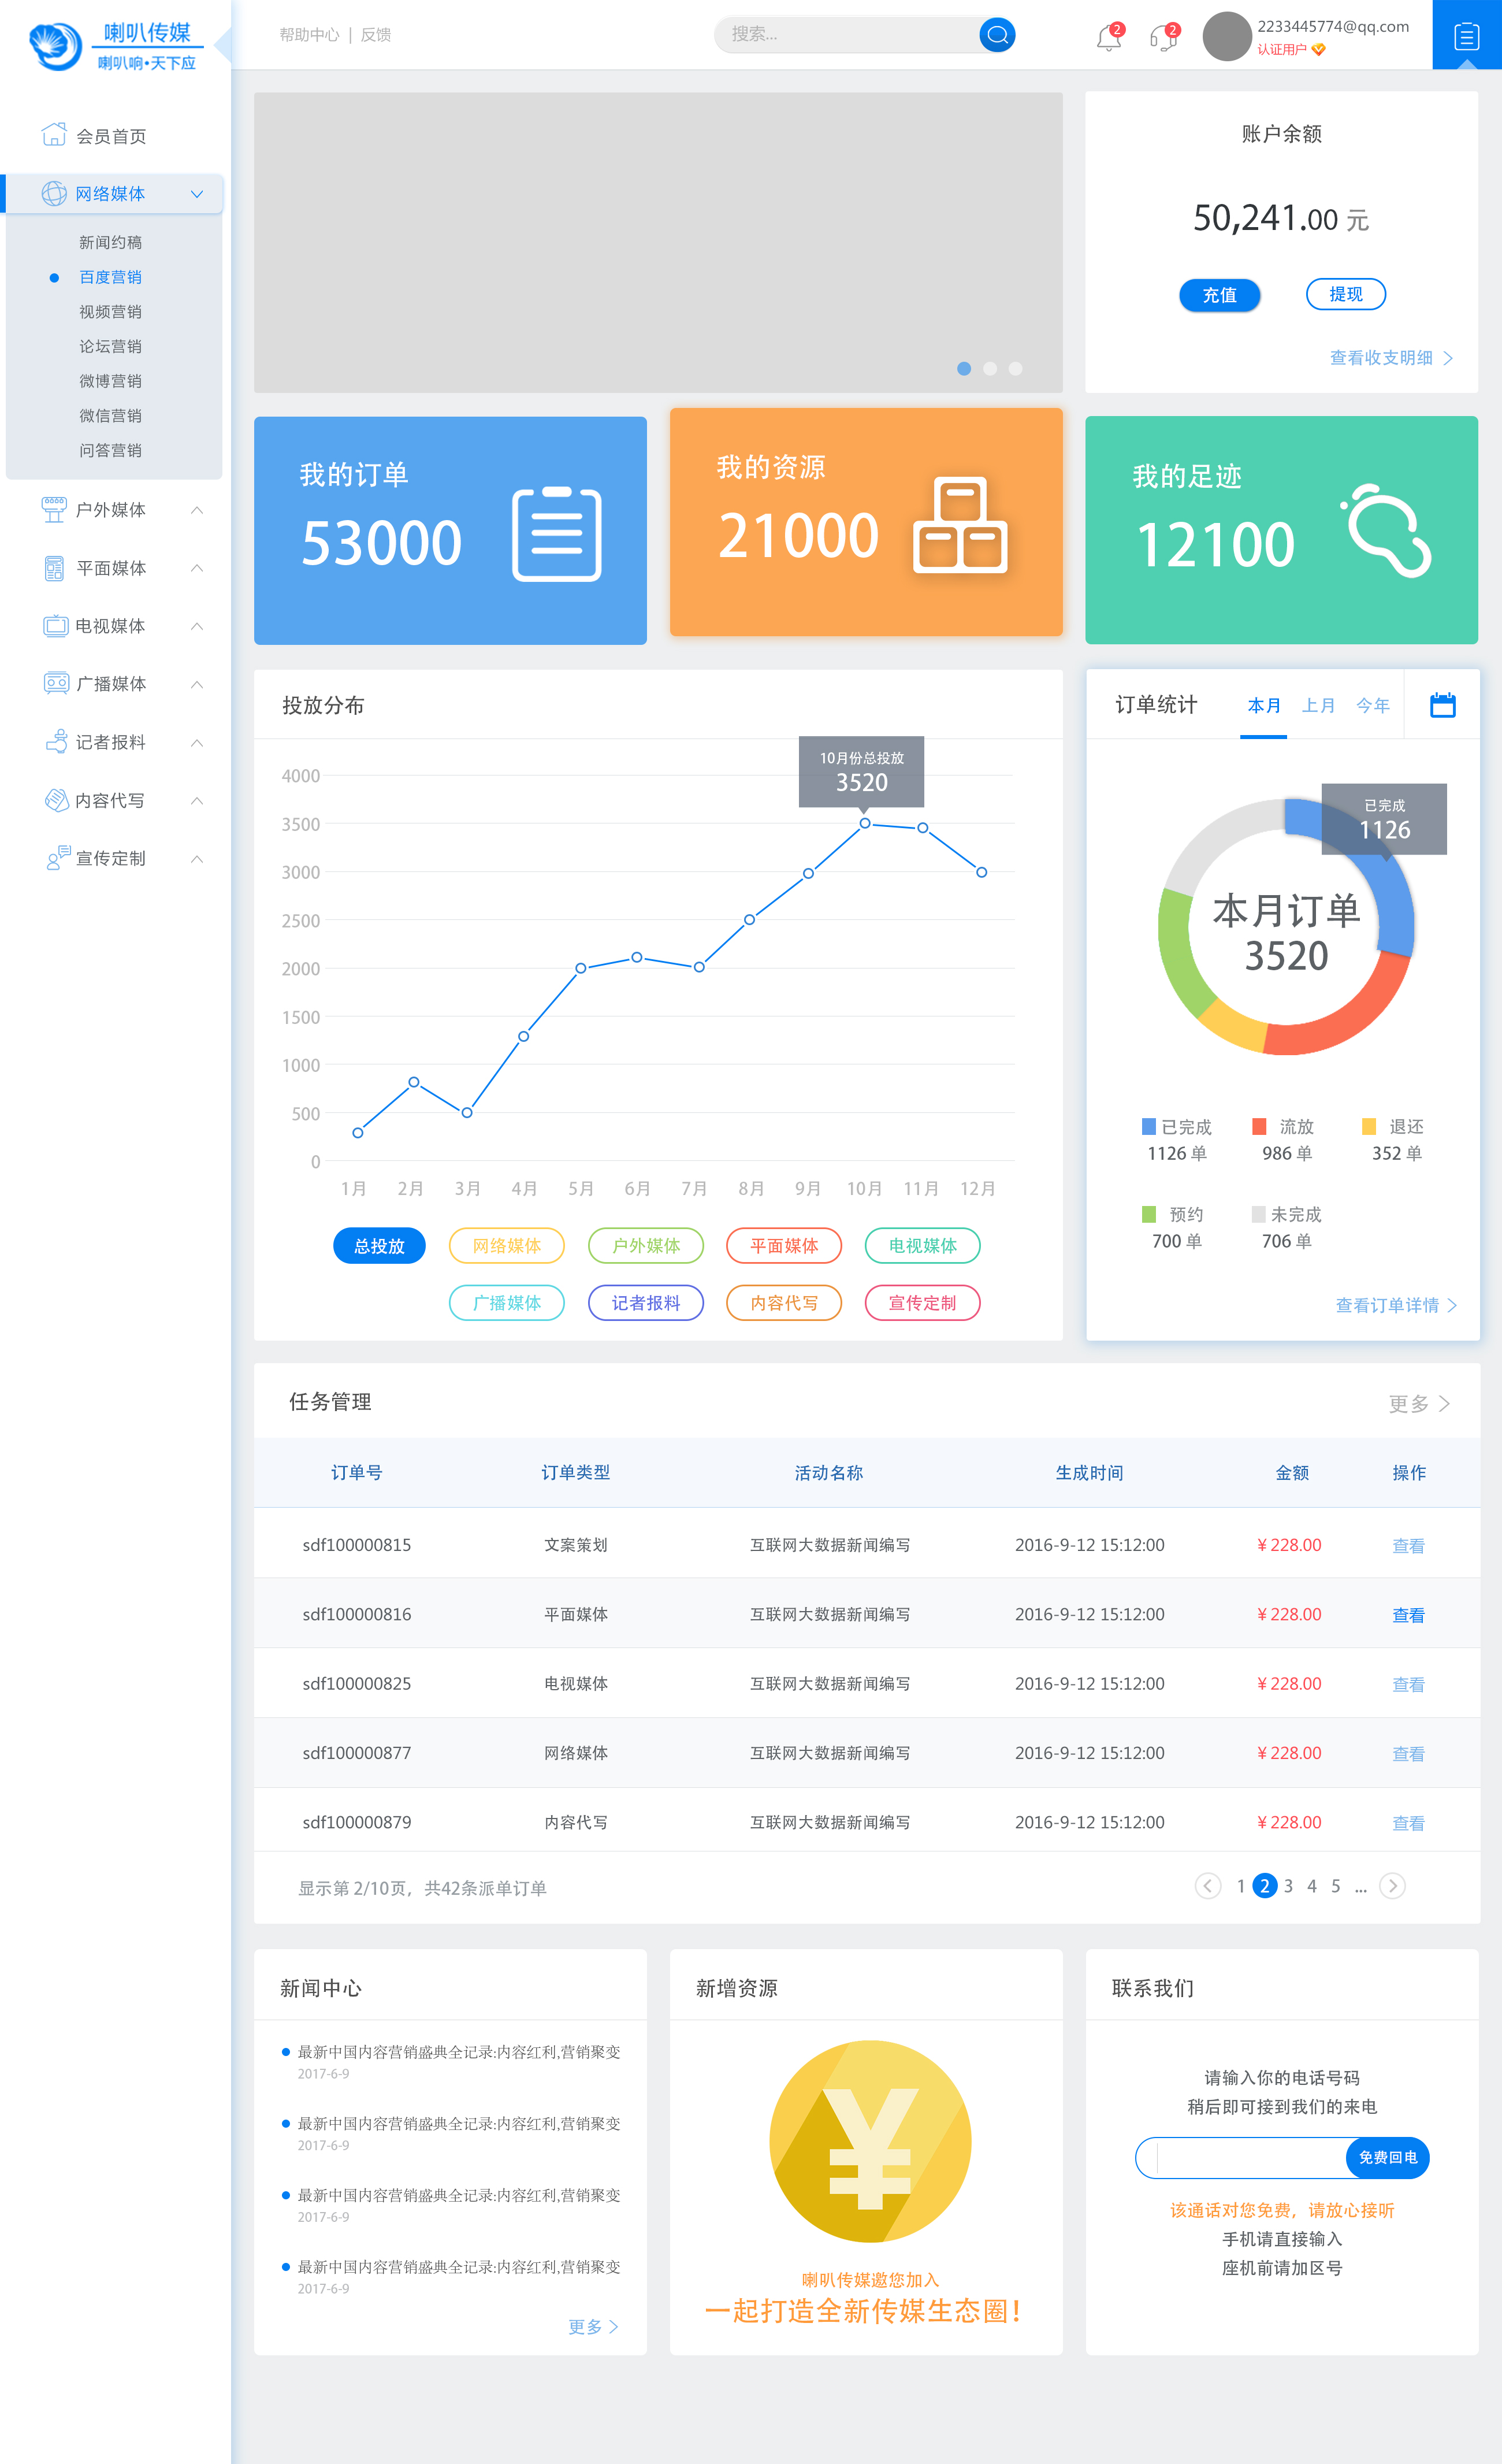 喇叭传媒
喇叭响•天下应
帮助中心 | 反馈
搜索...
2
2
2233445774@qq.com
认证用户
会员首页
网络媒体
新闻约稿
百度营销
视频营销
论坛营销
微博营销
微信营销
问答营销
户外媒体
平面媒体
电视媒体
广播媒体
记者报料
内容代写
宣传定制
账户余额
50,241.00 元
充值
提现
查看收支明细
我的订单
53000
我的资源
21000
我的足迹
12100
投放分布
10月份总投放
3520
4000
3500
3000
2500
2000
1500
1000
500
0
1月 2月 3月 4月 5月 6月 7月 8月 9月 10月 11月 12月
总投放 网络媒体 户外媒体 平面媒体 电视媒体
广播媒体 记者报料 内容代写 宣传定制
订单统计 本月 上月 今年
已完成
1126
本月订单
3520
已完成 流放 退还
1126 单 986 单 352 单
预约 未完成
700 单 706 单
查看订单详情
任务管理
更多
订单号 订单类型 活动名称 生成时间 金额 操作
sdf100000815 文案策划 互联网大数据新闻编写 2016-9-12 15:12:00 ¥228.00 查看
sdf100000816 平面媒体 互联网大数据新闻编写 2016-9-12 15:12:00 ¥228.00 查看
sdf100000825 电视媒体 互联网大数据新闻编写 2016-9-12 15:12:00 ¥228.00 查看
sdf100000877 网络媒体 互联网大数据新闻编写 2016-9-12 15:12:00 ¥228.00 查看
sdf100000879 内容代写 互联网大数据新闻编写 2016-9-12 15:12:00 ¥228.00 查看
显示第 2/10页，共42条派单订单
1 2 3 4 5 ...
新闻中心
最新中国内容营销盛典全记录:内容红利,营销聚变
2017-6-9
最新中国内容营销盛典全记录:内容红利,营销聚变
2017-6-9
最新中国内容营销盛典全记录:内容红利,营销聚变
2017-6-9
最新中国内容营销盛典全记录:内容红利,营销聚变
2017-6-9
更多
新增资源
¥
喇叭传媒邀您加入
一起打造全新传媒生态圈！
联系我们
请输入你的电话号码
稍后即可接到我们的来电
免费回电
该通话对您免费，请放心接听
手机请直接输入
座机前请加区号